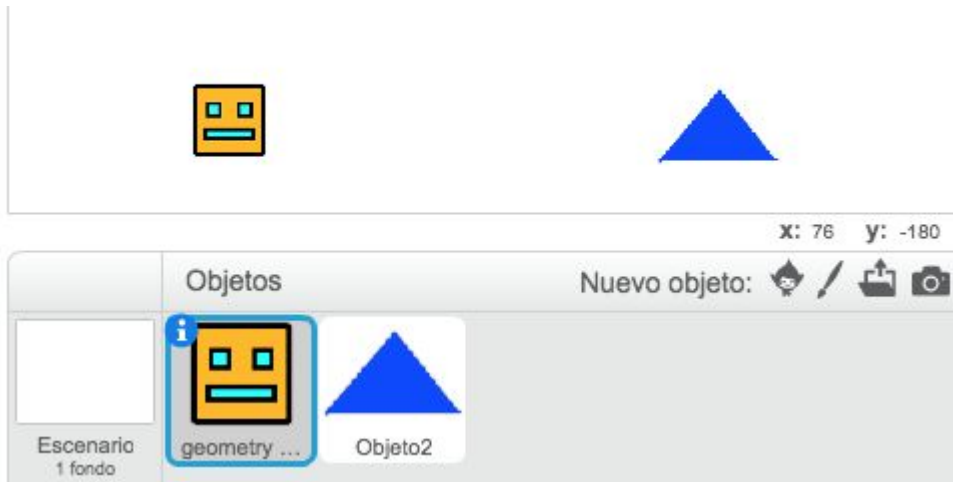 x: 76 y: -180
Objetos Nuevo objeto:
Escenario
1 fondo
geometry ...
Objeto2